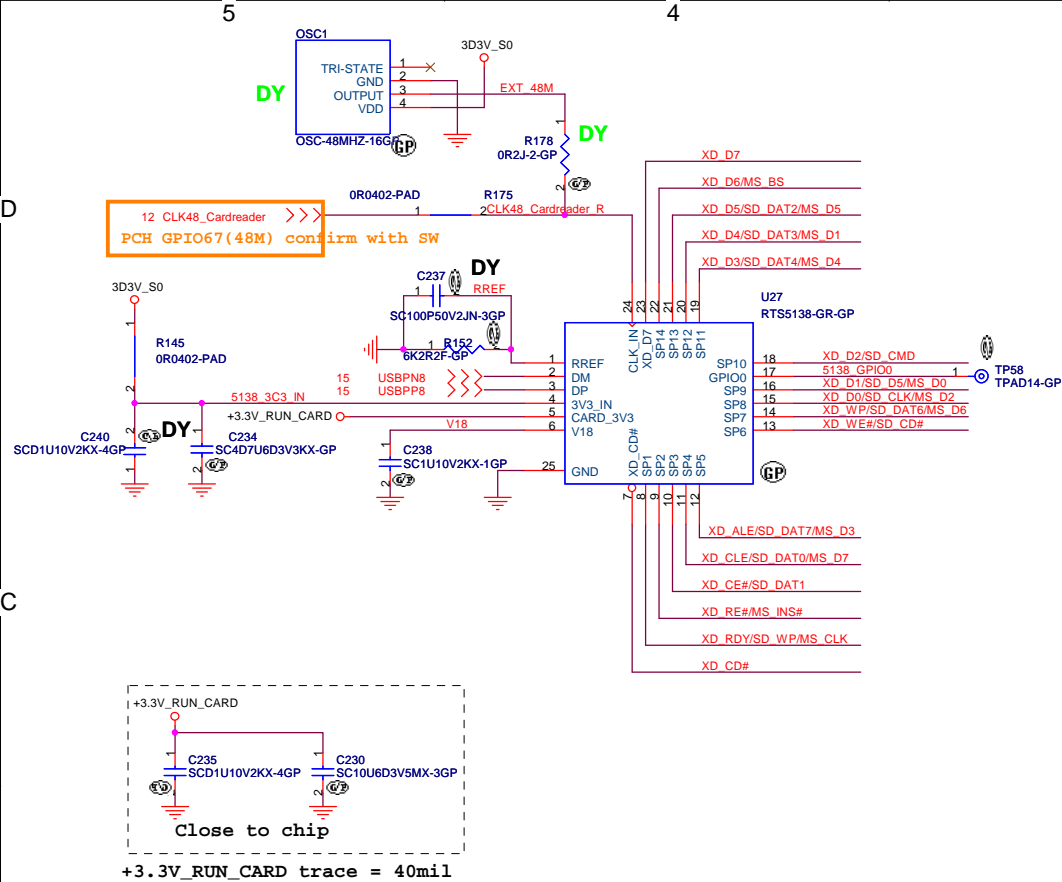 5 4
OSC1
3D3V_S0
TRI-STATE 1
GND 2
OUTPUT 3
VDD 4
DY
EXT_48M
OSC-48MHZ-16GP
GP
1
R178
0R2J-2-GP
DY
2
D
0R0402-PAD
R175
12 CLK48_Cardreader
1
2
CLK48_Cardreader_R
PCH GPIO67(48M) confirm with SW
XD_D7
XD_D6/MS_BS
XD_D5/SD_DAT2/MS_D5
XD_D4/SD_DAT3/MS_D1
XD_D3/SD_DAT4/MS_D4
3D3V_S0
1
R145
0R0402-PAD
2
C237
DY
1
RREF
SC100P50V2JN-3GP
1
R152
6K2R2F-GP
U27
RTS5138-GR-GP
24 23 22 21 20 19
CLK_IN XD_D7 SP14 SP13 SP12 SP11
1 RREF
15 USBPN8
2 DM
15 USBPP8
3 DP
5138_3C3_IN
4 3V3_IN
+3.3V_RUN_CARD
5 CARD_3V3
V18
6 V18
25 GND
SP10 18 XD_D2/SD_CMD
GPIO0 17 5138_GPIO0
1
TP58
TPAD14-GP
SP9 16 XD_D1/SD_D5/MS_D0
SP8 15 XD_D0/SD_CLK/MS_D2
SP7 14 XD_WP/SD_DAT6/MS_D6
SP6 13 XD_WE#/SD_CD#
XD_CD# SP1 SP2 SP3 SP4 SP5
7 8 9 10 11 12
GP
2
C240
SCD1U10V2KX-4GP
1
DY
1
C234
SC4D7U6D3V3KX-GP
2
1
C238
SC1U10V2KX-1GP
2
XD_ALE/SD_DAT7/MS_D3
XD_CLE/SD_DAT0/MS_D7
XD_CE#/SD_DAT1
XD_RE#/MS_INS#
XD_RDY/SD_WP/MS_CLK
XD_CD#
C
+3.3V_RUN_CARD
1
C235
SCD1U10V2KX-4GP
1
C230
SC10U6D3V5MX-3GP
2
Close to chip
+3.3V_RUN_CARD trace = 40mil